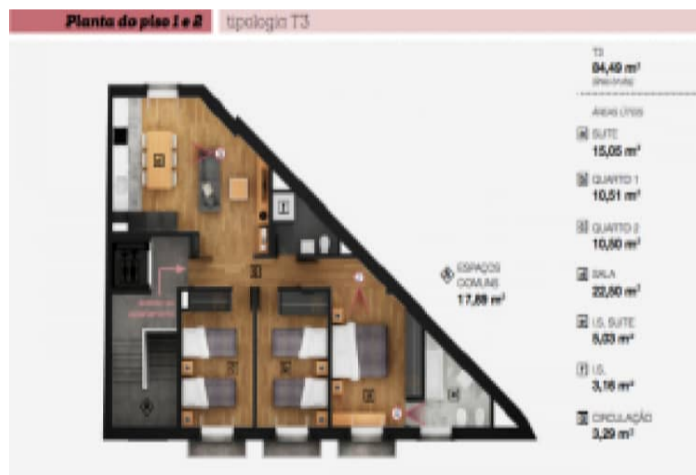 Planta do piso 1 e 2
tipologia T3
T3
84,49 m²
ÁREAS ÚTEIS
SUITE
15,05 m²
QUARTO 1
10,51 m²
QUARTO 2
10,80 m²
SALA
22,80 m²
I.S. SUITE
5,03 m²
I.S.
3,16 m²
CIRCULAÇÃO
3,29 m²
ESPAÇOS
COMUNS
17,89 m²
f